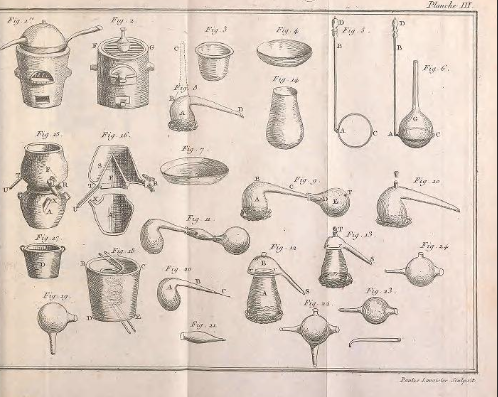 Planche III.
Fig. 1.re Fig. 2. Fig. 3 Fig. 4 Fig. 5.
D D
F G C B B
Fig. 6.
Fig. 8 Fig. 14
B D A G
A C A C
Fig. 15. Fig. 16. Fig. 7
Fig. 9. Fig. 10
B C T
A E
Fig. 11.
Fig. 17 Fig. 18 Fig. 12 Fig. 13 Fig. 24
D B C B T
Fig. 20
B
A C A S S
D E
Fig. 19. Fig. 22 Fig. 23.
Fig. 21
Sculpsit